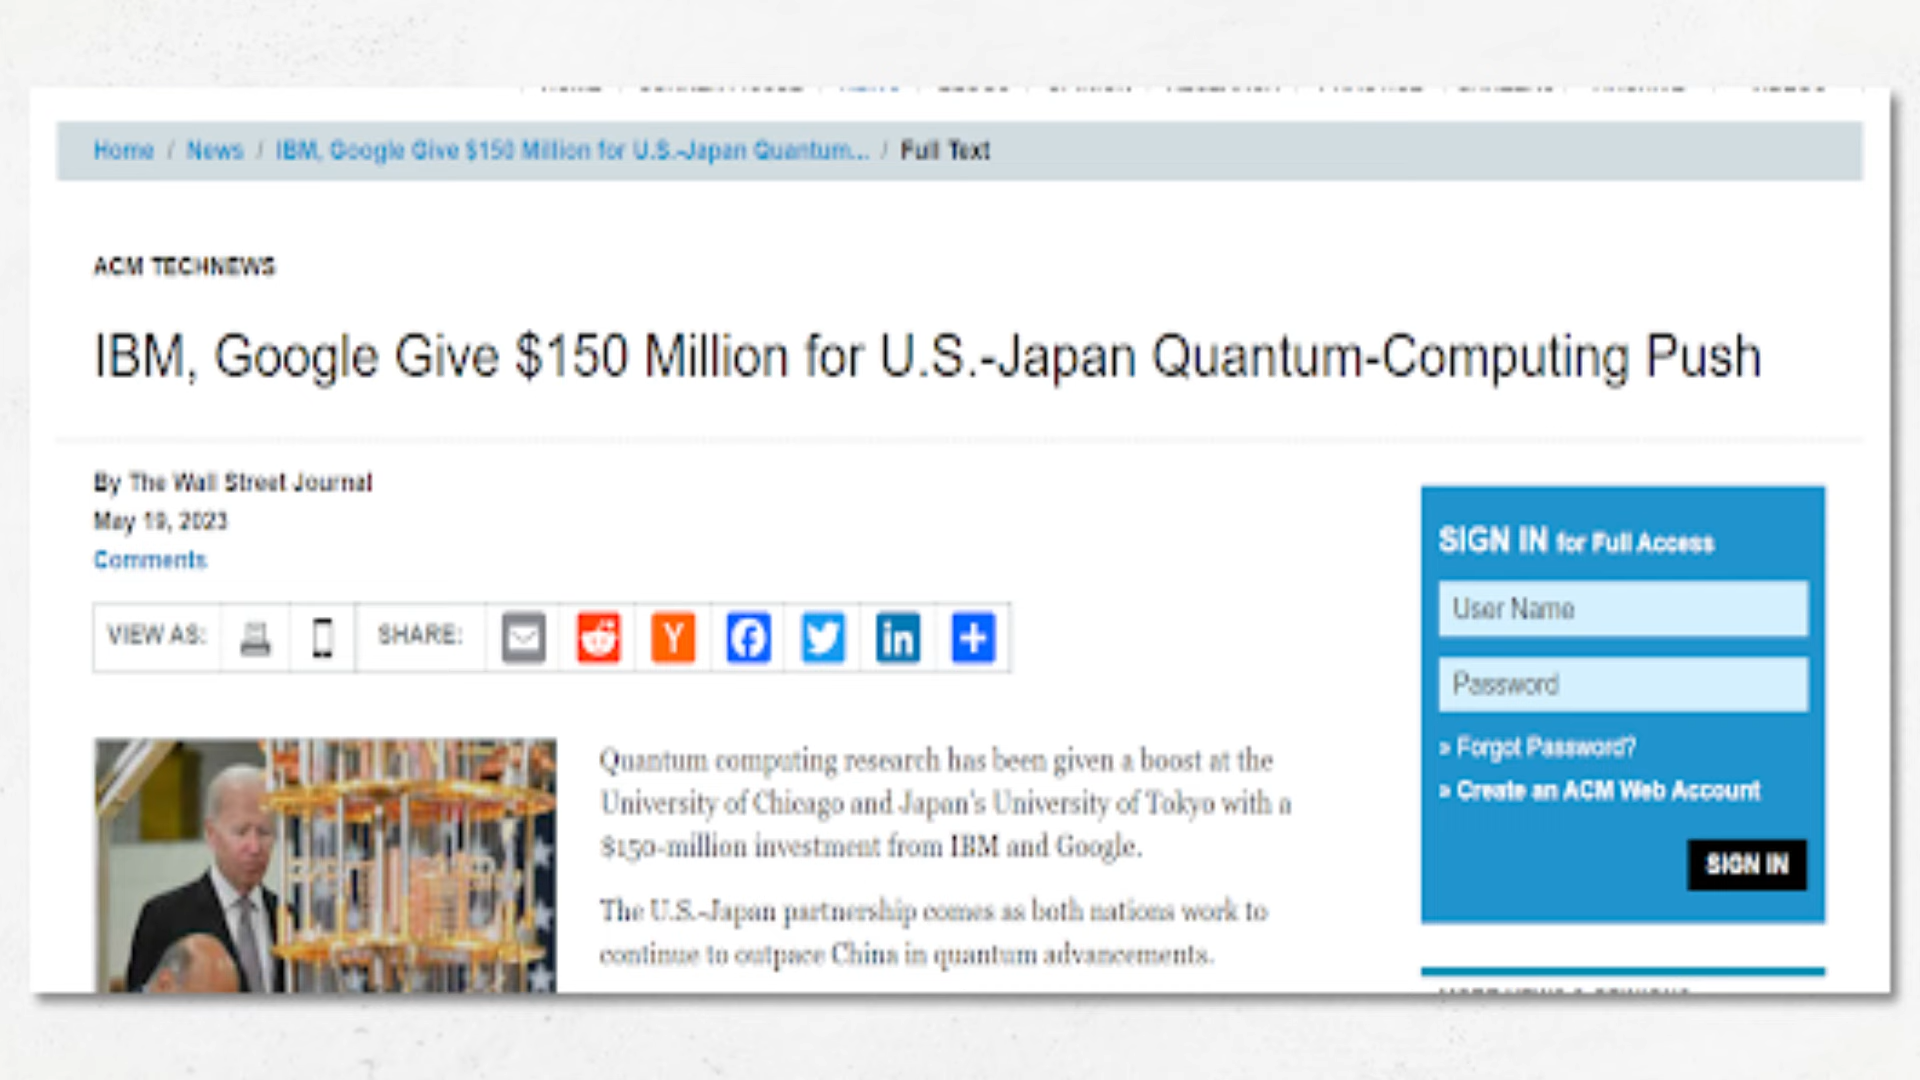 Home / News / IBM, Google Give $150 Million for U.S.-Japan Quantum... / Full Text
ACM TECHNEWS
IBM, Google Give $150 Million for U.S.-Japan Quantum-Computing Push
By The Wall Street Journal
May 19, 2023
Comments
VIEW AS: SHARE:
Quantum computing research has been given a boost at the
University of Chicago and Japan's University of Tokyo with a
$150-million investment from IBM and Google.
The U.S.-Japan partnership comes as both nations work to
continue to outpace China in quantum advancements.
SIGN IN for Full Access
User Name
Password
» Forgot Password?
» Create an ACM Web Account
SIGN IN